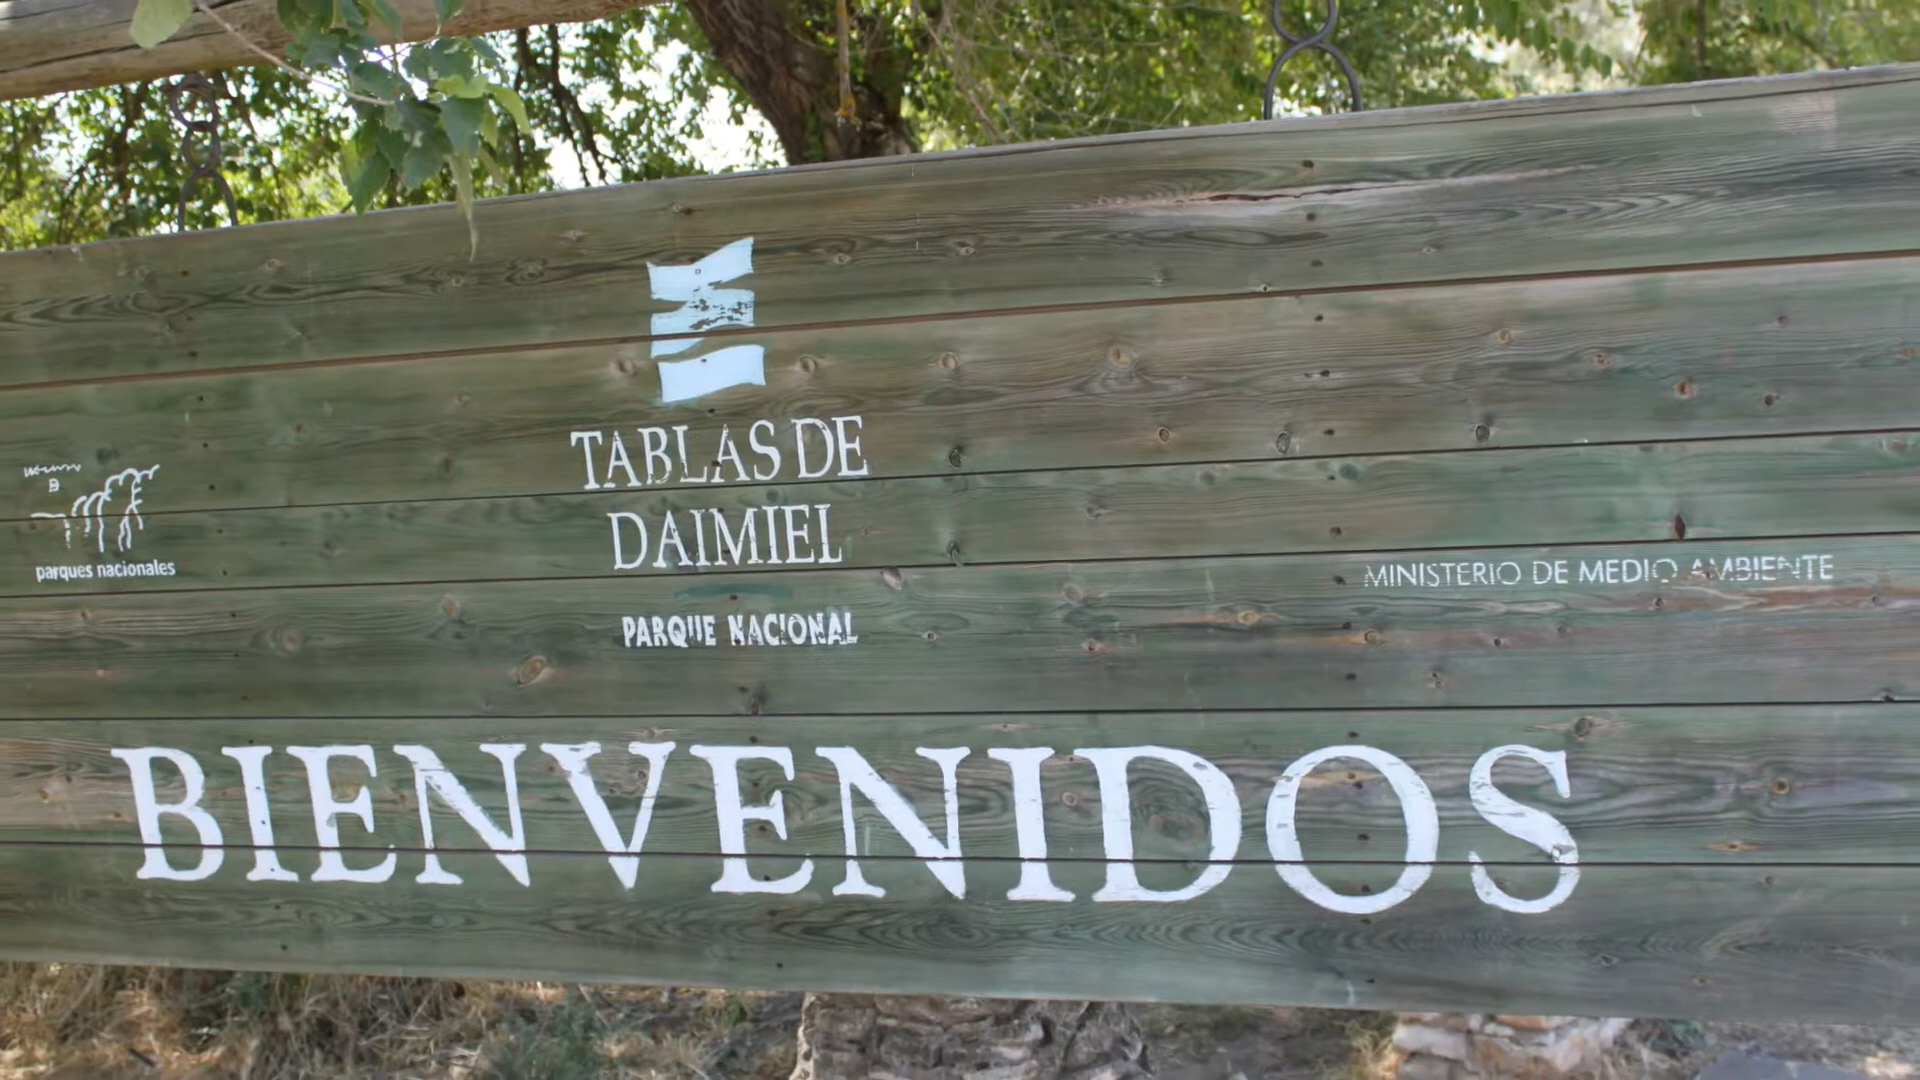 TABLAS DE
DAIMIEL
parques nacionales
MINISTERIO DE MEDIO AMBIENTE
PARQUE NACIONAL
BIENVENIDOS